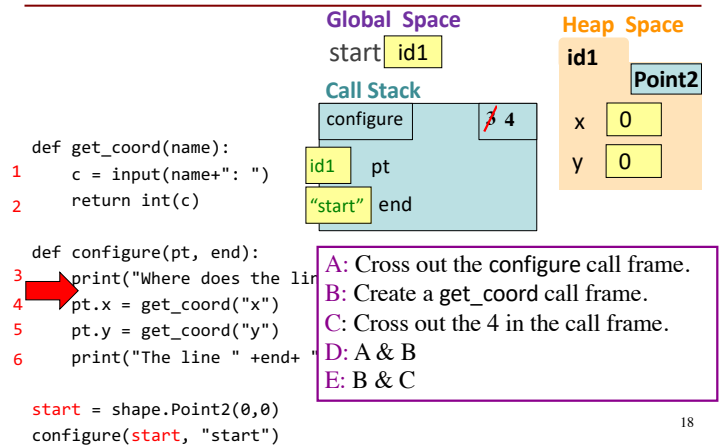 Global Space
start id1
Heap Space
id1
Point2
x 0
y 0
Call Stack
configure 3 4
id1 pt
"start" end
def get_coord(name):
1 c = input(name+": ")
2 return int(c)
def configure(pt, end):
3 print("Where does the lin
4 pt.x = get_coord("x")
5 pt.y = get_coord("y")
6 print("The line " +end+ "
start = shape.Point2(0,0)
configure(start, "start")
A: Cross out the configure call frame.
B: Create a get_coord call frame.
C: Cross out the 4 in the call frame.
D: A & B
E: B & C
18